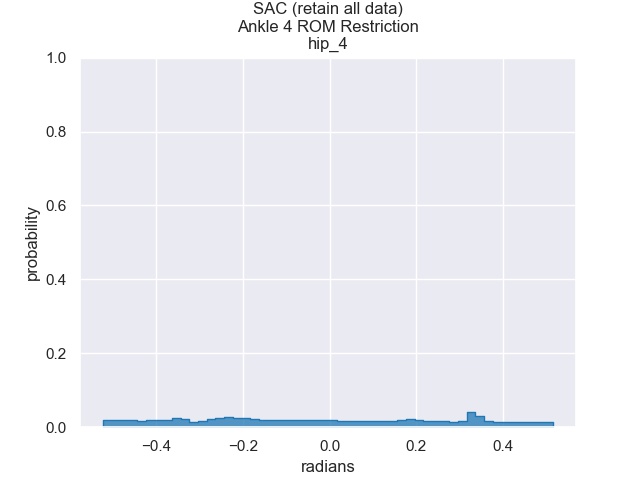 SAC (retain all data)
Ankle 4 ROM Restriction
hip_4
1.0
0.8
0.6
0.4
0.2
0.0
probability
−0.4
−0.2
0.0
0.2
0.4
radians